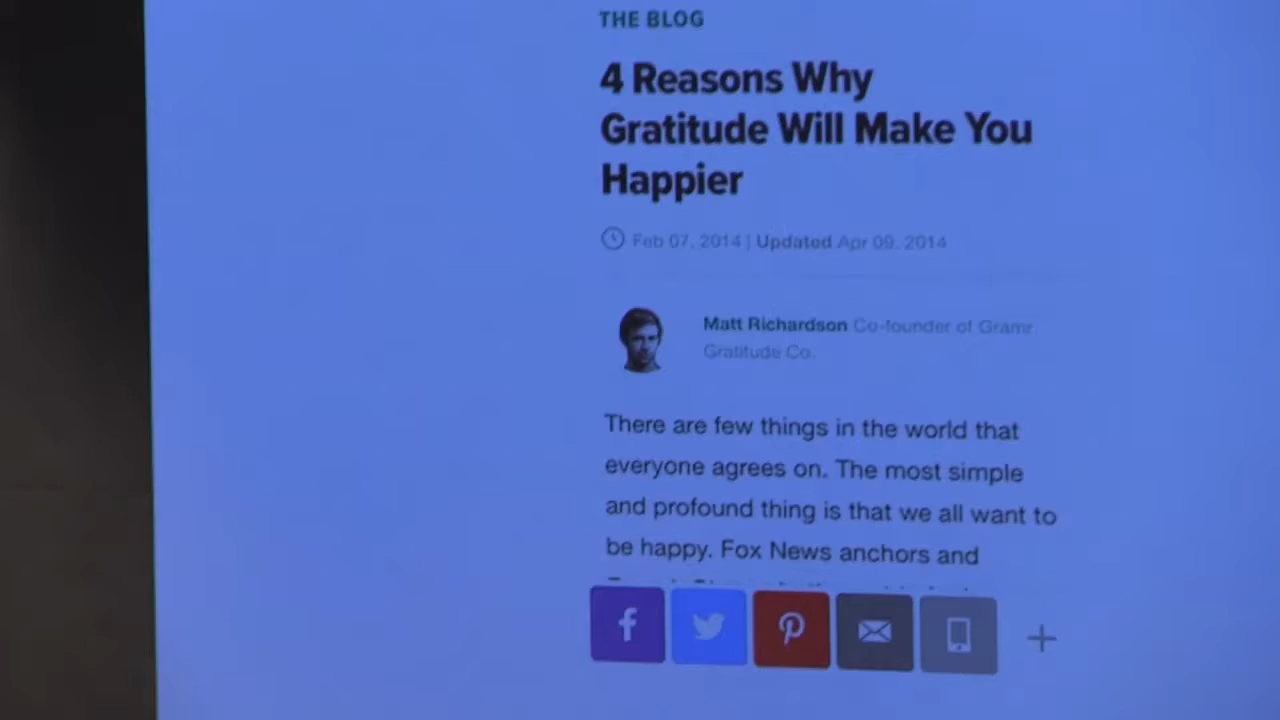 THE BLOG
4 Reasons Why
Gratitude Will Make You
Happier
Feb 07, 2014 | Updated Apr 09, 2014
Matt Richardson Co-founder of Gramr
Gratitude Co.
There are few things in the world that
everyone agrees on. The most simple
and profound thing is that we all want to
be happy. Fox News anchors and